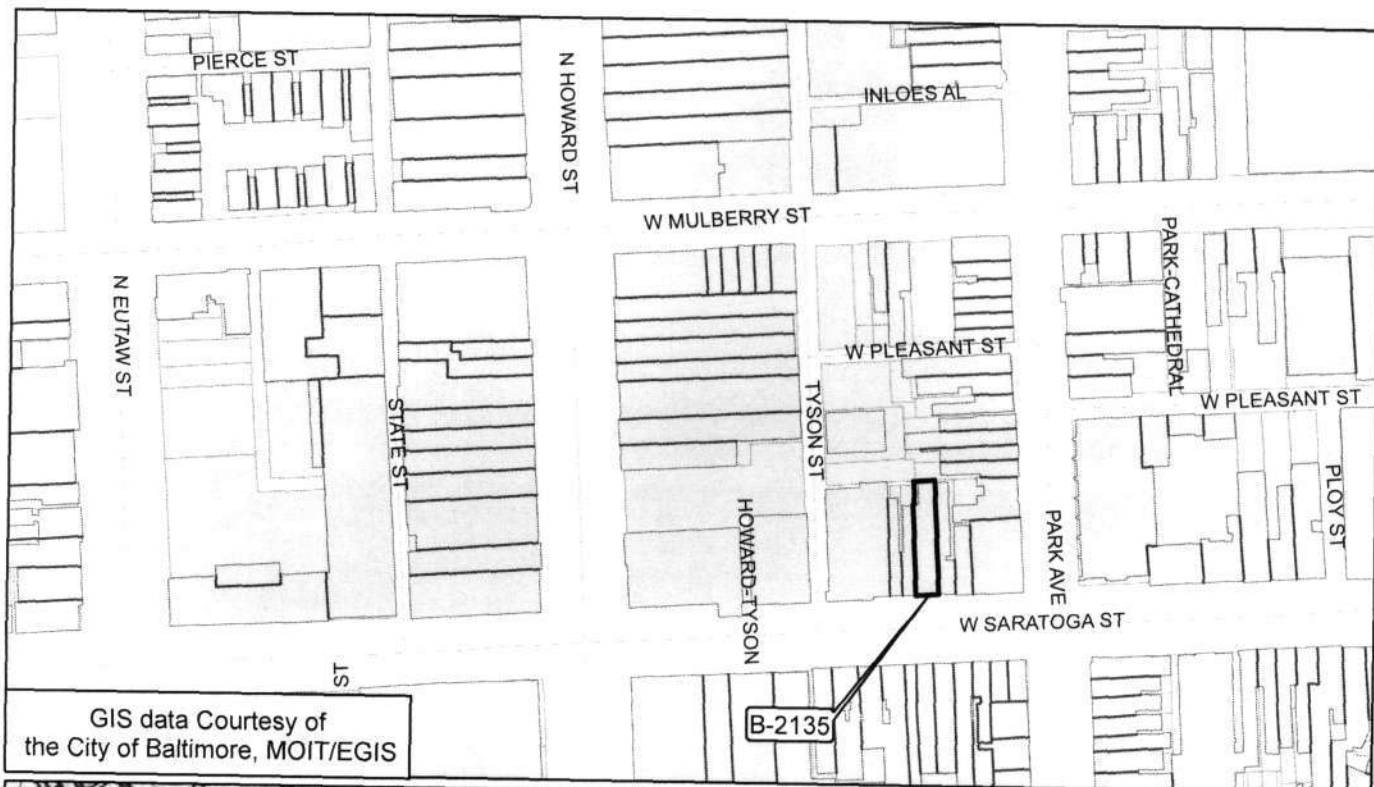 PIERCE ST
N HOWARD ST
INLOES AL
W MULBERRY ST
PARK-CATHEDRAL
N EUTAW ST
W PLEASANT ST
W PLEASANT ST
TYSON ST
STATE ST
PLOY ST
HOWARD-TYSON
PARK AVE
W SARATOGA ST
ST
B-2135
GIS data Courtesy of
the City of Baltimore, MOIT/EGIS